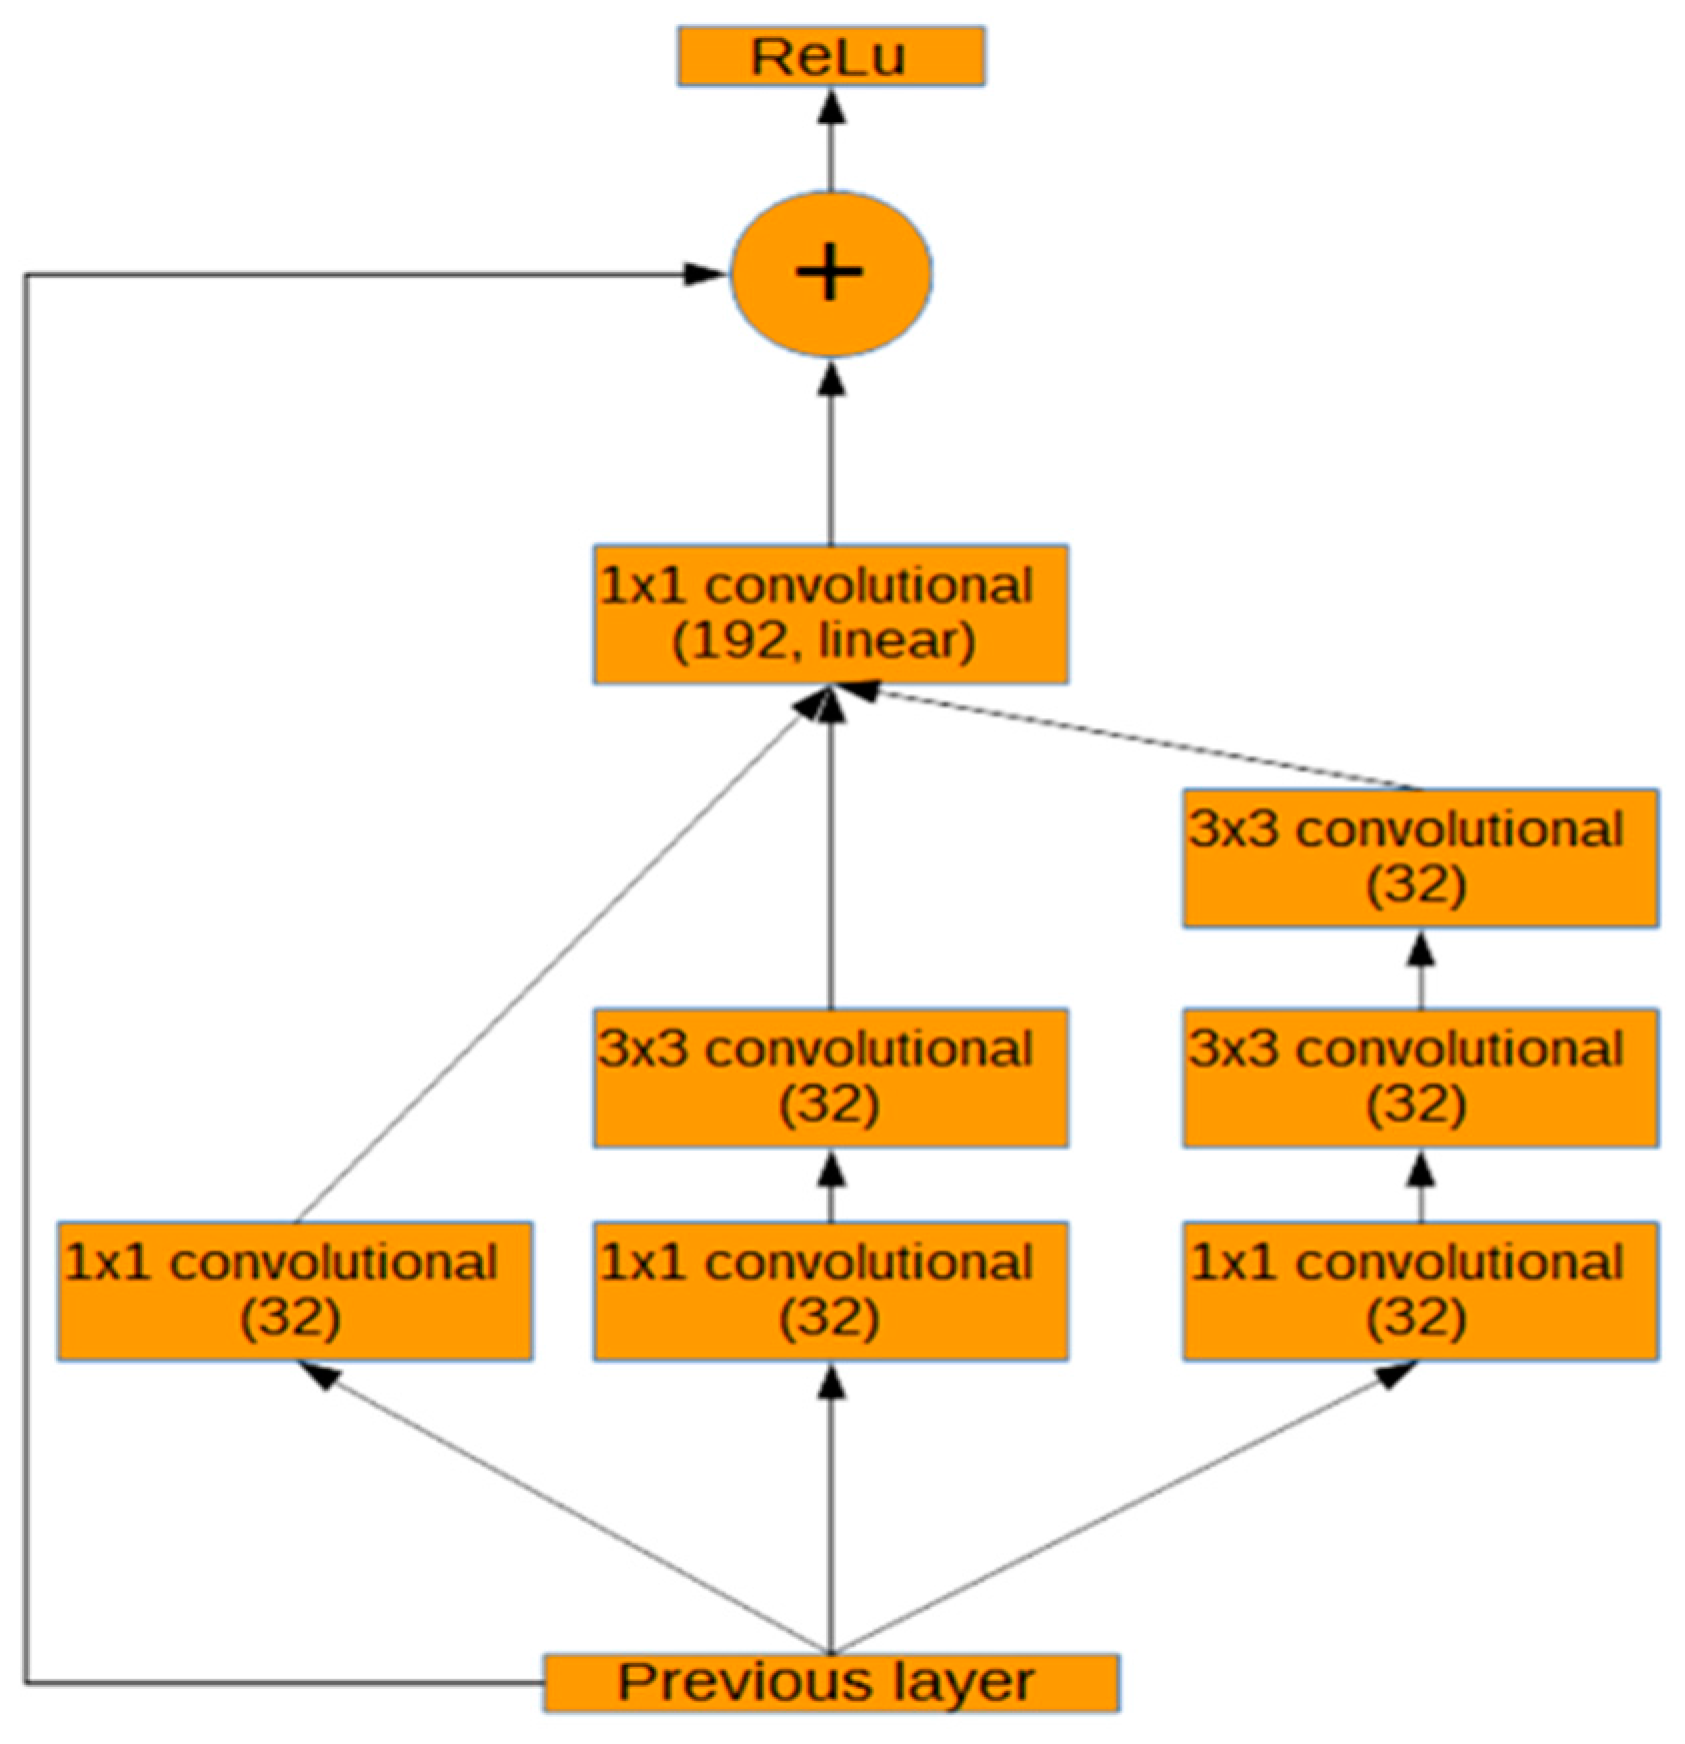 ReLu
+
1x1 convolutional
(192, linear)
3x3 convolutional
(32)
3x3 convolutional
(32)
3x3 convolutional
(32)
1x1 convolutional
(32)
1x1 convolutional
(32)
1x1 convolutional
(32)
Previous layer